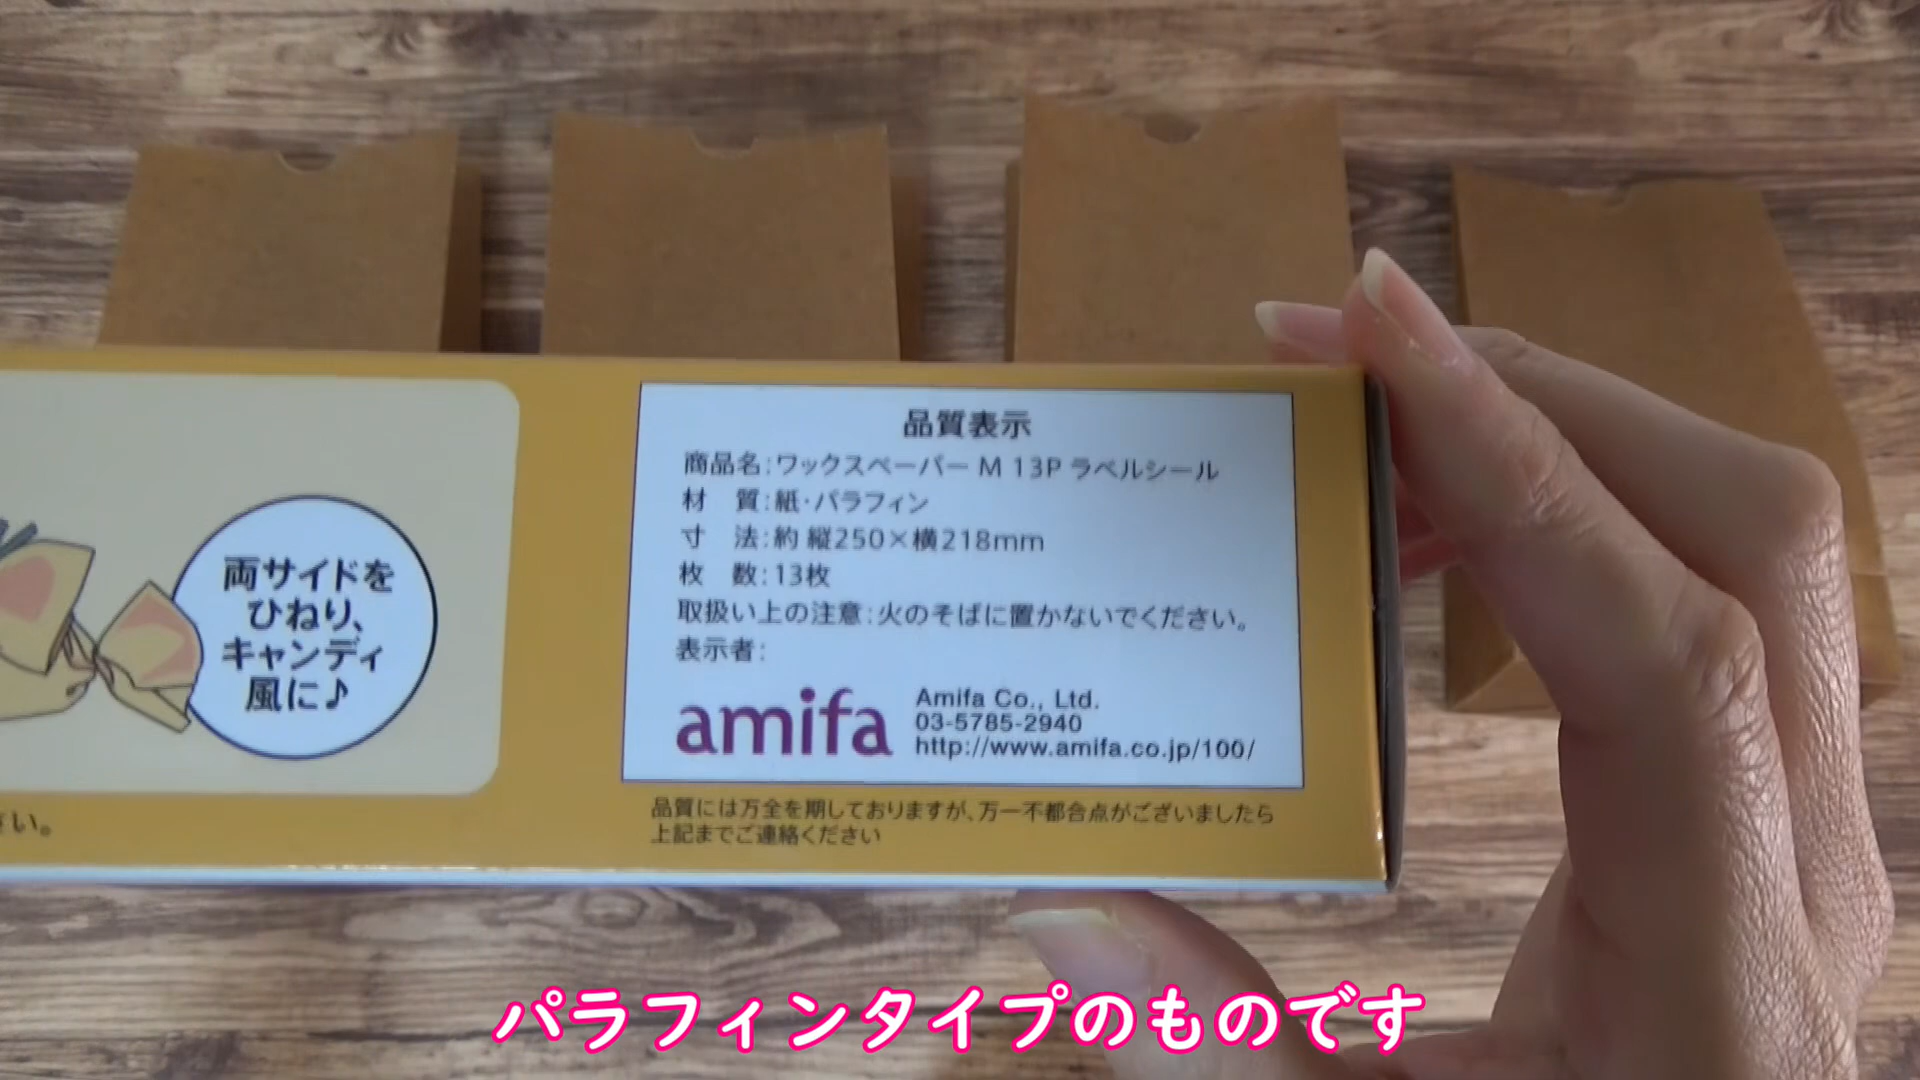 品質表示
商品名:ワックスペーパー M 13P ラベルシール
材　質:紙・パラフィン
寸　法:約 縦250×横218mm
枚　数:13枚
取扱い上の注意:火のそばに置かないでください。
表示者:
amifa
Amifa Co., Ltd.
03-5785-2940
http://www.amifa.co.jp/100/
品質には万全を期しておりますが、万一不都合点がございましたら
上記までご連絡ください
両サイドを
ひねり、
キャンディ
風に♪
さい。
パラフィンタイプのものです